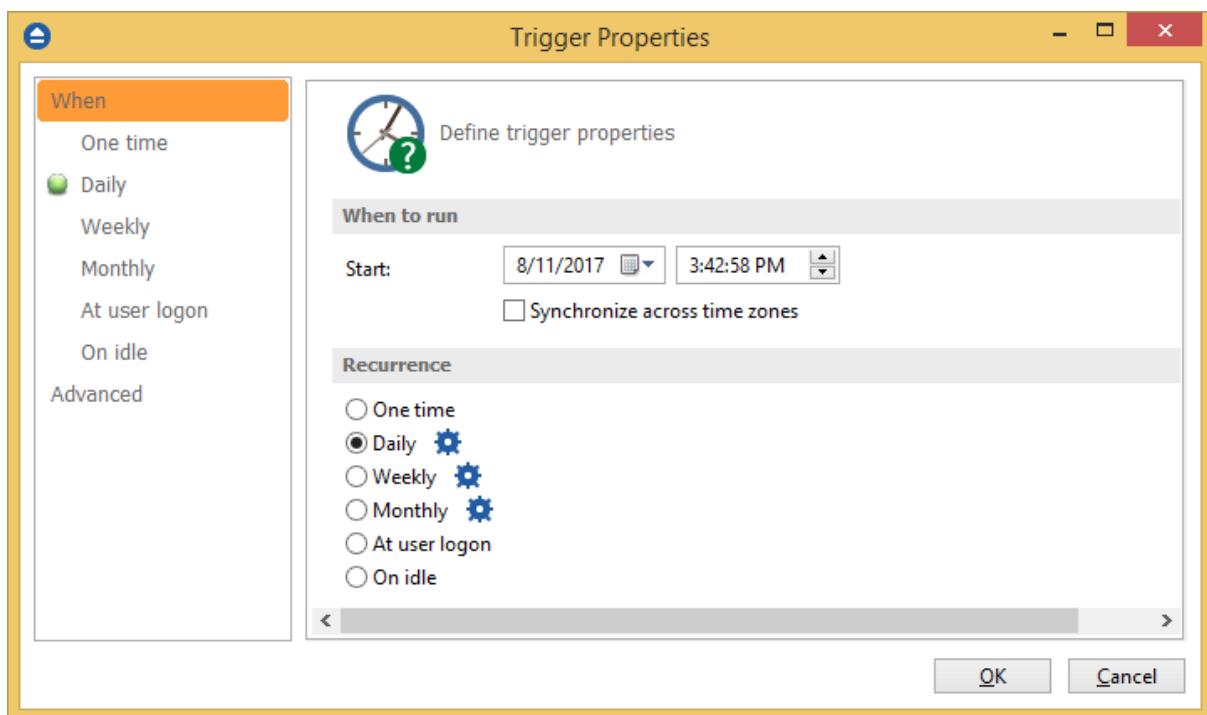 Trigger Properties
When
One time
Daily
Weekly
Monthly
At user logon
On idle
Advanced
Define trigger properties
When to run
Start: 8/11/2017 3:42:58 PM
Synchronize across time zones
Recurrence
One time
Daily
Weekly
Monthly
At user logon
On idle
OK Cancel